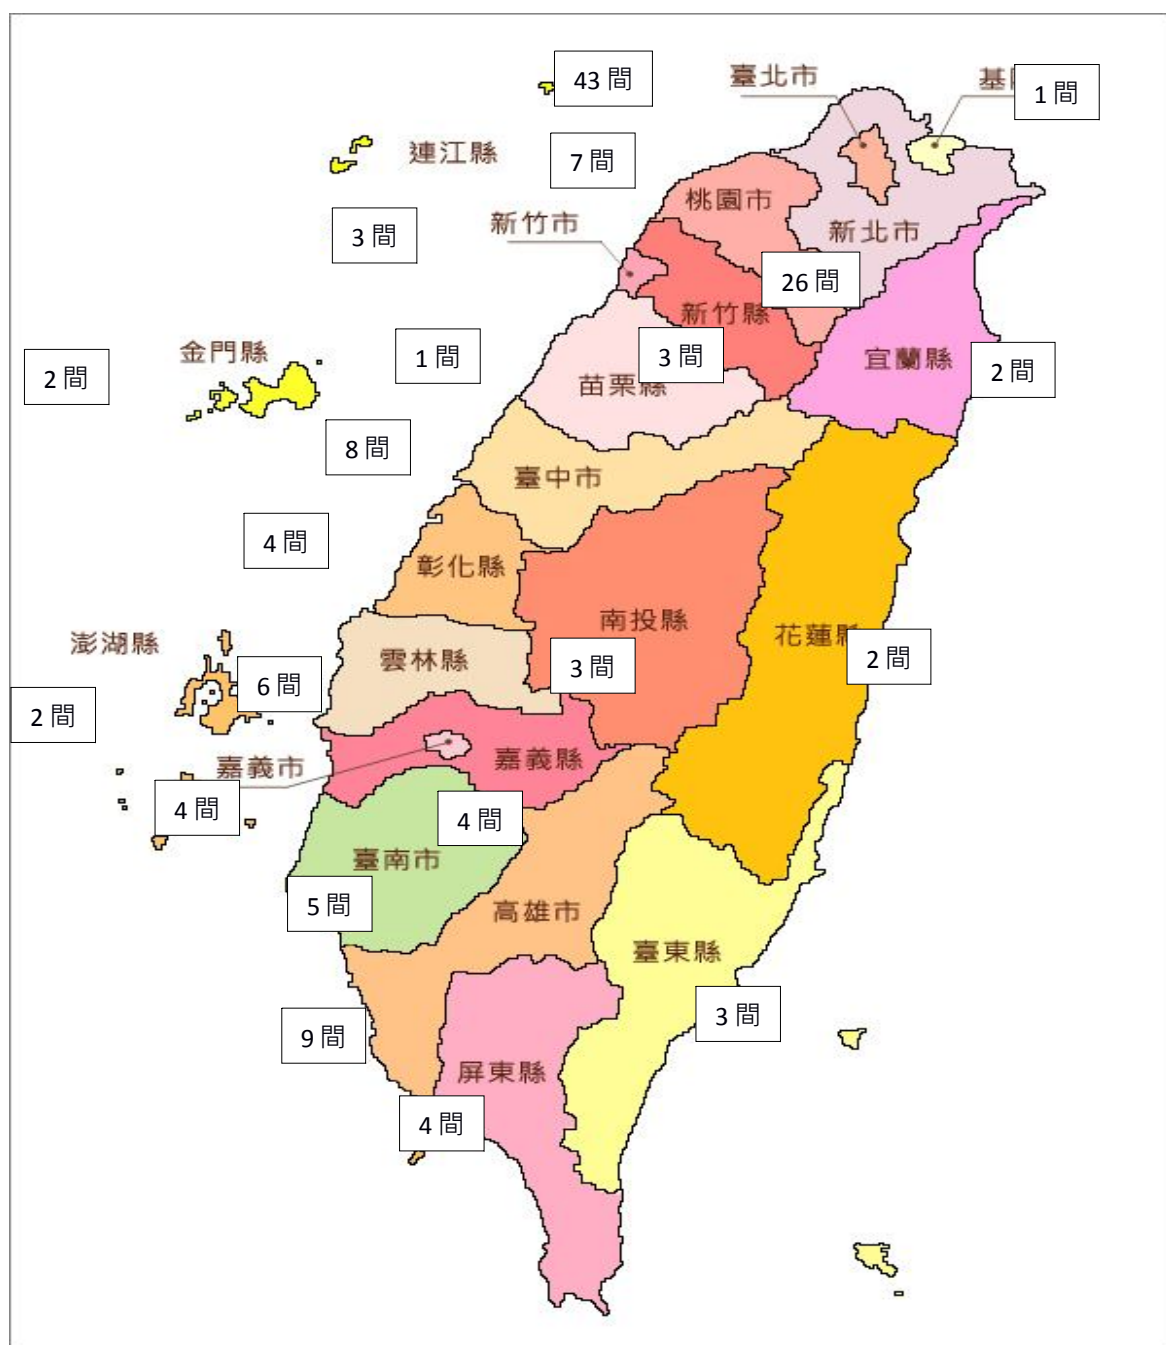 43 間
臺北市
基
1 間
連江縣
7 間
桃園市
3 間
新竹市
新北市
26 間
新竹縣
金門縣
1 間
3 間
宜蘭縣
2 間
2 間
苗栗縣
8 間
臺中市
4 間
彰化縣
南投縣
花蓮縣
澎湖縣
雲林縣
3 間
2 間
6 間
2 間
嘉義市
嘉義縣
4 間
4 間
臺南市
5 間
高雄市
臺東縣
3 間
9 間
屏東縣
4 間